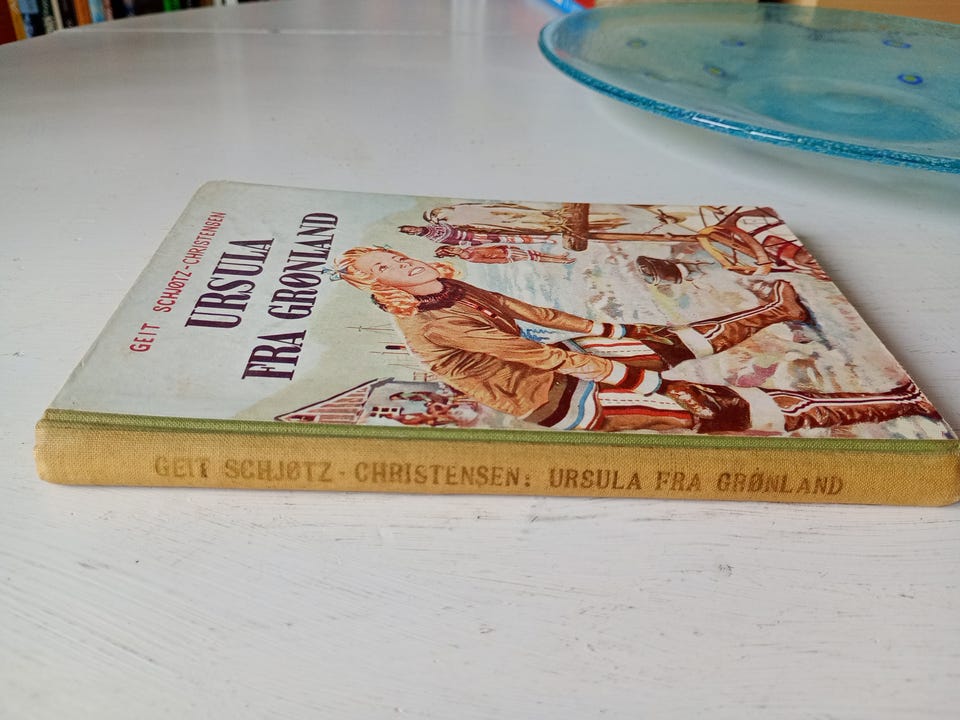 GEIT SCHJØTZ-CHRISTENSEN
URSULA
FRA GRØNLAND
GEIT SCHJØTZ-CHRISTENSEN: URSULA FRA GRØNLAND